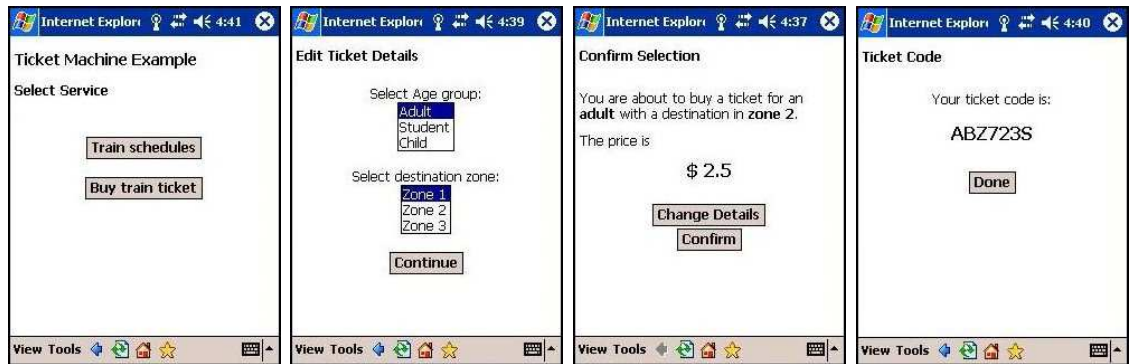 Internet Explor 4:41
Ticket Machine Example
Select Service
Train schedules
Buy train ticket
View Tools
Internet Explor 4:39
Edit Ticket Details
Select Age group:
Adult
Student
Child
Select destination zone:
Zone 1
Zone 2
Zone 3
Continue
View Tools
Internet Explor 4:37
Confirm Selection
You are about to buy a ticket for an
adult with a destination in zone 2.
The price is
$ 2.5
Change Details
Confirm
View Tools
Internet Explor 4:40
Ticket Code
Your ticket code is:
ABZ723S
Done
View Tools